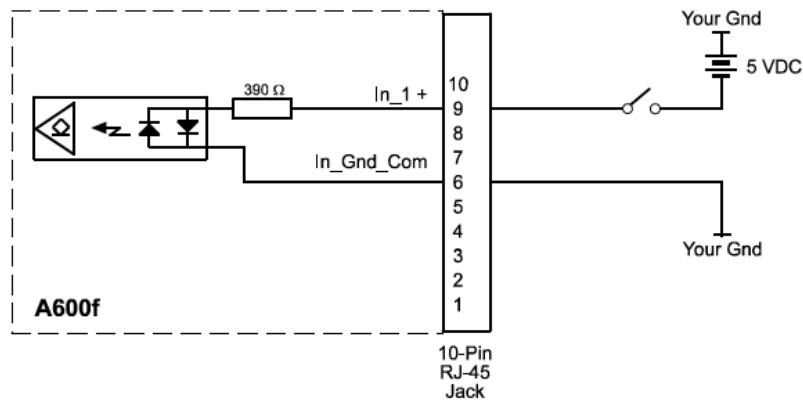 Your Gnd
5 VDC
390 Ω
In_1 +
10
9
8
7
In_Gnd_Com
6
5
4
3
2
1
Your Gnd
A600f
10-Pin
RJ-45
Jack